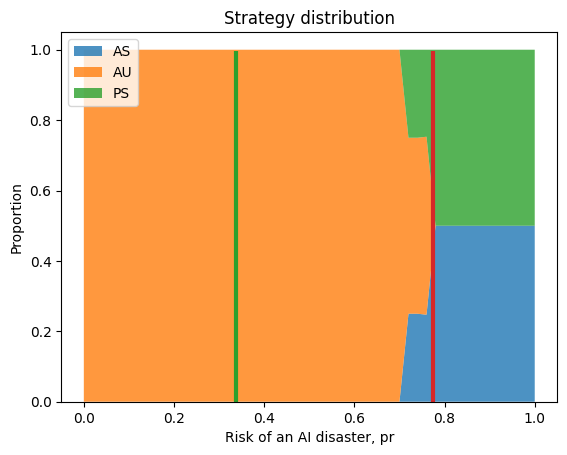 Strategy distribution
AS
AU
PS
1.0
0.8
0.6
0.4
0.2
0.0
Proportion
0.0 0.2 0.4 0.6 0.8 1.0
Risk of an AI disaster, pr